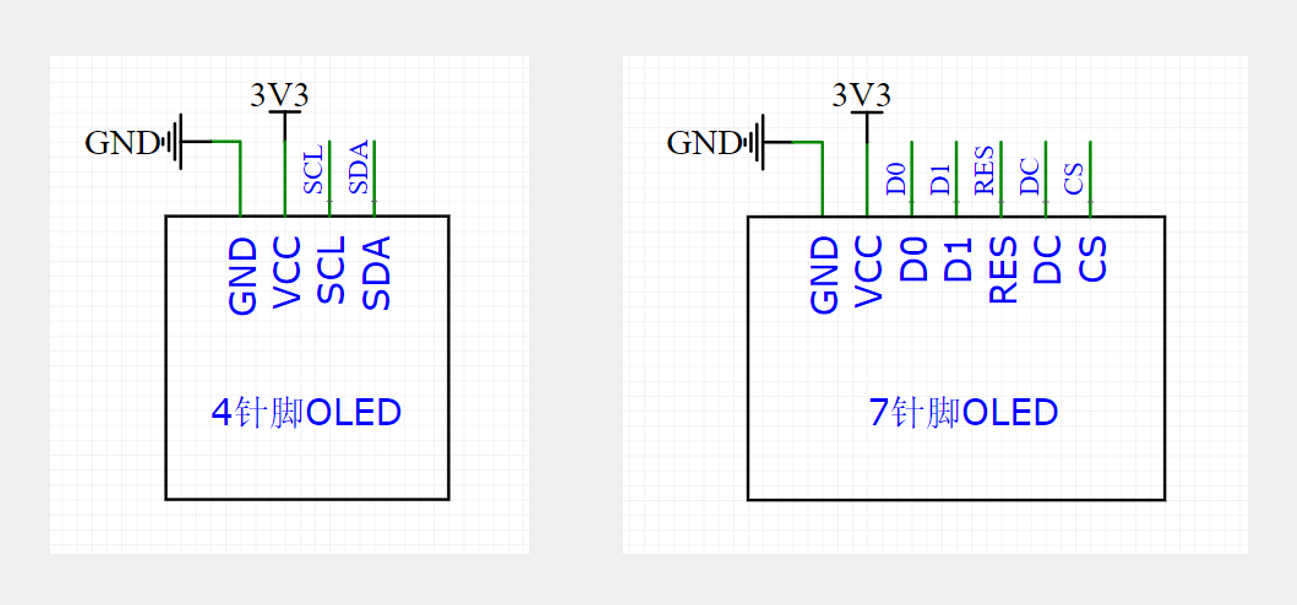 3V3
GND
SCL
SDA
GND
VCC
SCL
SDA
4针脚OLED
3V3
GND
D0
D1
RES
DC
CS
GND
VCC
D0
D1
RES
DC
CS
7针脚OLED